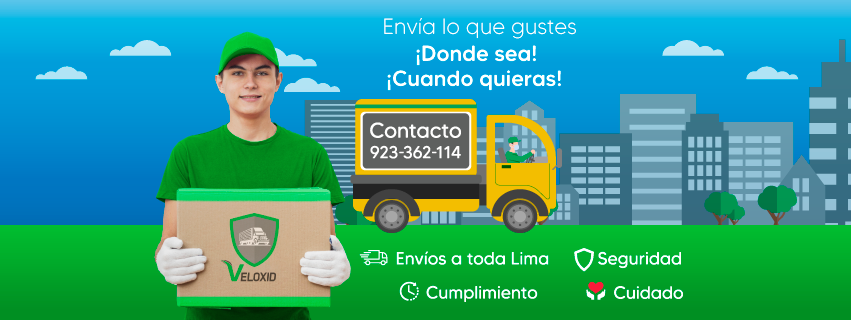 Envía lo que gustes
¡Donde sea!
¡Cuando quieras!
Contacto
923-362-114
VELOXID
Envíos a toda Lima
Seguridad
Cumplimiento
Cuidado